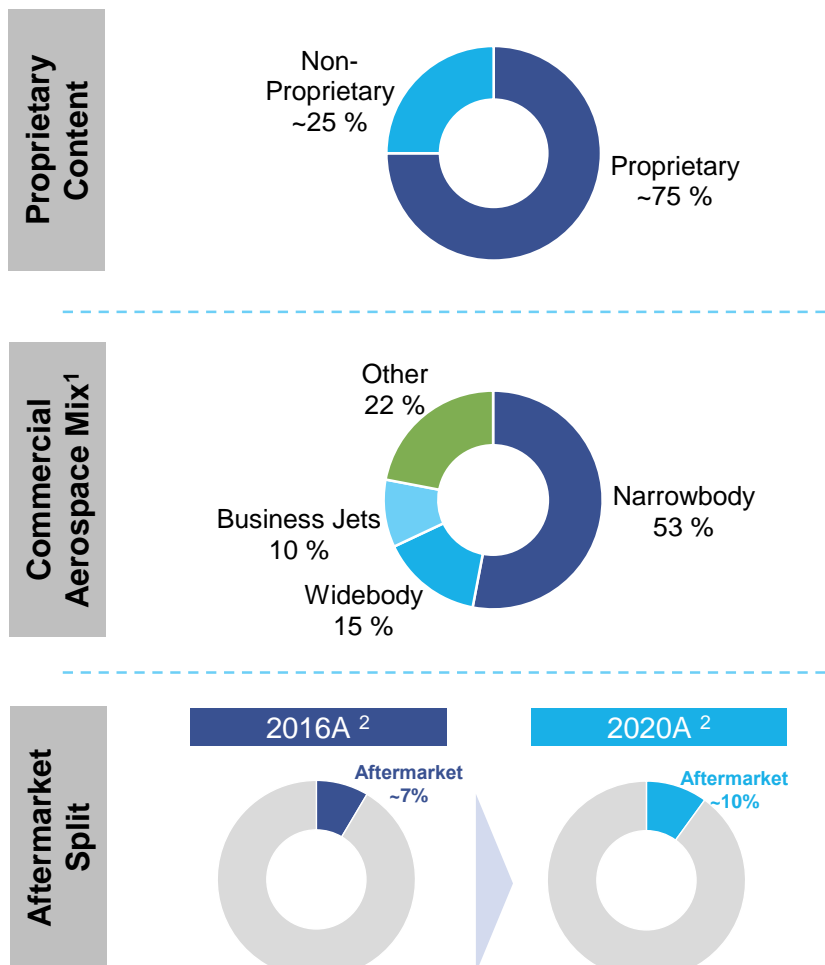 Proprietary
Content
Non-
Proprietary
~25 %
Proprietary
~75 %
Commercial
Aerospace Mix¹
Other
22 %
Narrowbody
53 %
Business Jets
10 %
Widebody
15 %
Aftermarket
Split
2016A ²
Aftermarket
~7%
2020A ²
Aftermarket
~10%